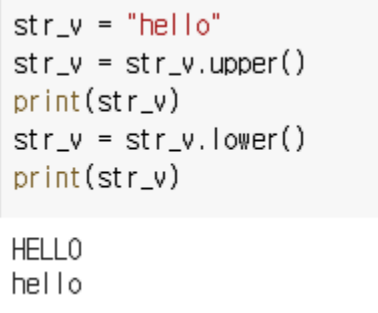 str_v = "hello"
str_v = str_v.upper()
print(str_v)
str_v = str_v.lower()
print(str_v)
HELLO
hello